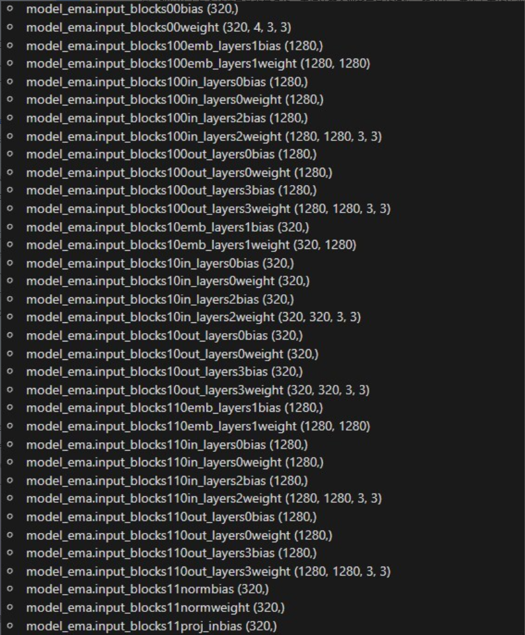 model_ema.input_blocks00bias (320,)
model_ema.input_blocks00weight (320, 4, 3, 3)
model_ema.input_blocks100emb_layers1bias (1280,)
model_ema.input_blocks100emb_layers1weight (1280, 1280)
model_ema.input_blocks100in_layers0bias (1280,)
model_ema.input_blocks100in_layers0weight (1280,)
model_ema.input_blocks100in_layers2bias (1280,)
model_ema.input_blocks100in_layers2weight (1280, 1280, 3, 3)
model_ema.input_blocks100out_layers0bias (1280,)
model_ema.input_blocks100out_layers0weight (1280,)
model_ema.input_blocks100out_layers3bias (1280,)
model_ema.input_blocks100out_layers3weight (1280, 1280, 3, 3)
model_ema.input_blocks10emb_layers1bias (320,)
model_ema.input_blocks10emb_layers1weight (320, 1280)
model_ema.input_blocks10in_layers0bias (320,)
model_ema.input_blocks10in_layers0weight (320,)
model_ema.input_blocks10in_layers2bias (320,)
model_ema.input_blocks10in_layers2weight (320, 320, 3, 3)
model_ema.input_blocks10out_layers0bias (320,)
model_ema.input_blocks10out_layers0weight (320,)
model_ema.input_blocks10out_layers3bias (320,)
model_ema.input_blocks10out_layers3weight (320, 320, 3, 3)
model_ema.input_blocks110emb_layers1bias (1280,)
model_ema.input_blocks110emb_layers1weight (1280, 1280)
model_ema.input_blocks110in_layers0bias (1280,)
model_ema.input_blocks110in_layers0weight (1280,)
model_ema.input_blocks110in_layers2bias (1280,)
model_ema.input_blocks110in_layers2weight (1280, 1280, 3, 3)
model_ema.input_blocks110out_layers0bias (1280,)
model_ema.input_blocks110out_layers0weight (1280,)
model_ema.input_blocks110out_layers3bias (1280,)
model_ema.input_blocks110out_layers3weight (1280, 1280, 3, 3)
model_ema.input_blocks11normbias (320,)
model_ema.input_blocks11normweight (320,)
model_ema.input_blocks11proj_inbias (320,)